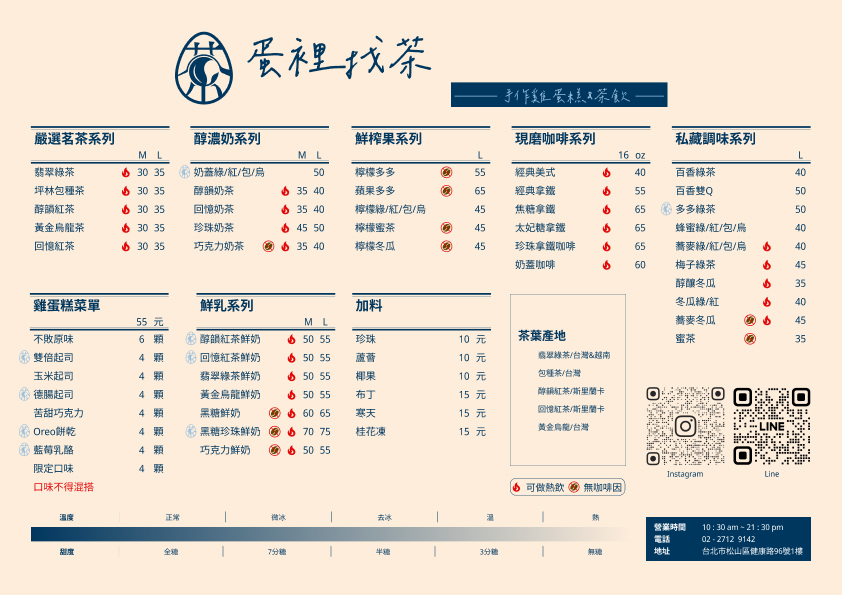 蛋裡找茶
手作雞蛋糕&茶飲
嚴選茗茶系列
M L
翡翠綠茶 30 35
坪林包種茶 30 35
醇韻紅茶 30 35
黃金烏龍茶 30 35
回憶紅茶 30 35
醇濃奶系列
M L
奶蓋綠/紅/包/烏 50
醇韻奶茶 35 40
回憶奶茶 35 40
珍珠奶茶 45 50
巧克力奶茶 35 40
鮮榨果系列
L
檸檬多多 55
蘋果多多 65
檸檬綠/紅/包/烏 45
檸檬蜜茶 45
檸檬冬瓜 45
現磨咖啡系列
16 oz
經典美式 40
經典拿鐵 55
焦糖拿鐵 65
太妃糖拿鐵 65
珍珠拿鐵咖啡 65
奶蓋咖啡 60
私藏調味系列
L
百香綠茶 40
百香雙Q 50
多多綠茶 50
蜂蜜綠/紅/包/烏 40
蕎麥綠/紅/包/烏 40
梅子綠茶 45
醇釀冬瓜 35
冬瓜綠/紅 40
蕎麥冬瓜 45
蜜茶 35
雞蛋糕菜單
55 元
不敗原味 6 顆
雙倍起司 4 顆
玉米起司 4 顆
德腸起司 4 顆
苦甜巧克力 4 顆
Oreo餅乾 4 顆
藍莓乳酪 4 顆
限定口味 4 顆
口味不得混搭
鮮乳系列
M L
醇韻紅茶鮮奶 50 55
回憶紅茶鮮奶 50 55
翡翠綠茶鮮奶 50 55
黃金烏龍鮮奶 50 55
黑糖鮮奶 60 65
黑糖珍珠鮮奶 70 75
巧克力鮮奶 50 55
加料
珍珠 10 元
蘆薈 10 元
椰果 10 元
布丁 15 元
寒天 15 元
桂花凍 15 元
茶葉產地
翡翠綠茶/台灣&越南
包種茶/台灣
醇韻紅茶/斯里蘭卡
回憶紅茶/斯里蘭卡
黃金烏龍/台灣
可做熱飲 無咖啡因
LINE
Instagram Line
溫度 正常 微冰 去冰 溫 熱
甜度 全糖 7分糖 半糖 3分糖 無糖
營業時間 10 : 30 am ~ 21 : 30 pm
電話 02 - 2712 9142
地址 台北市松山區健康路96號1樓